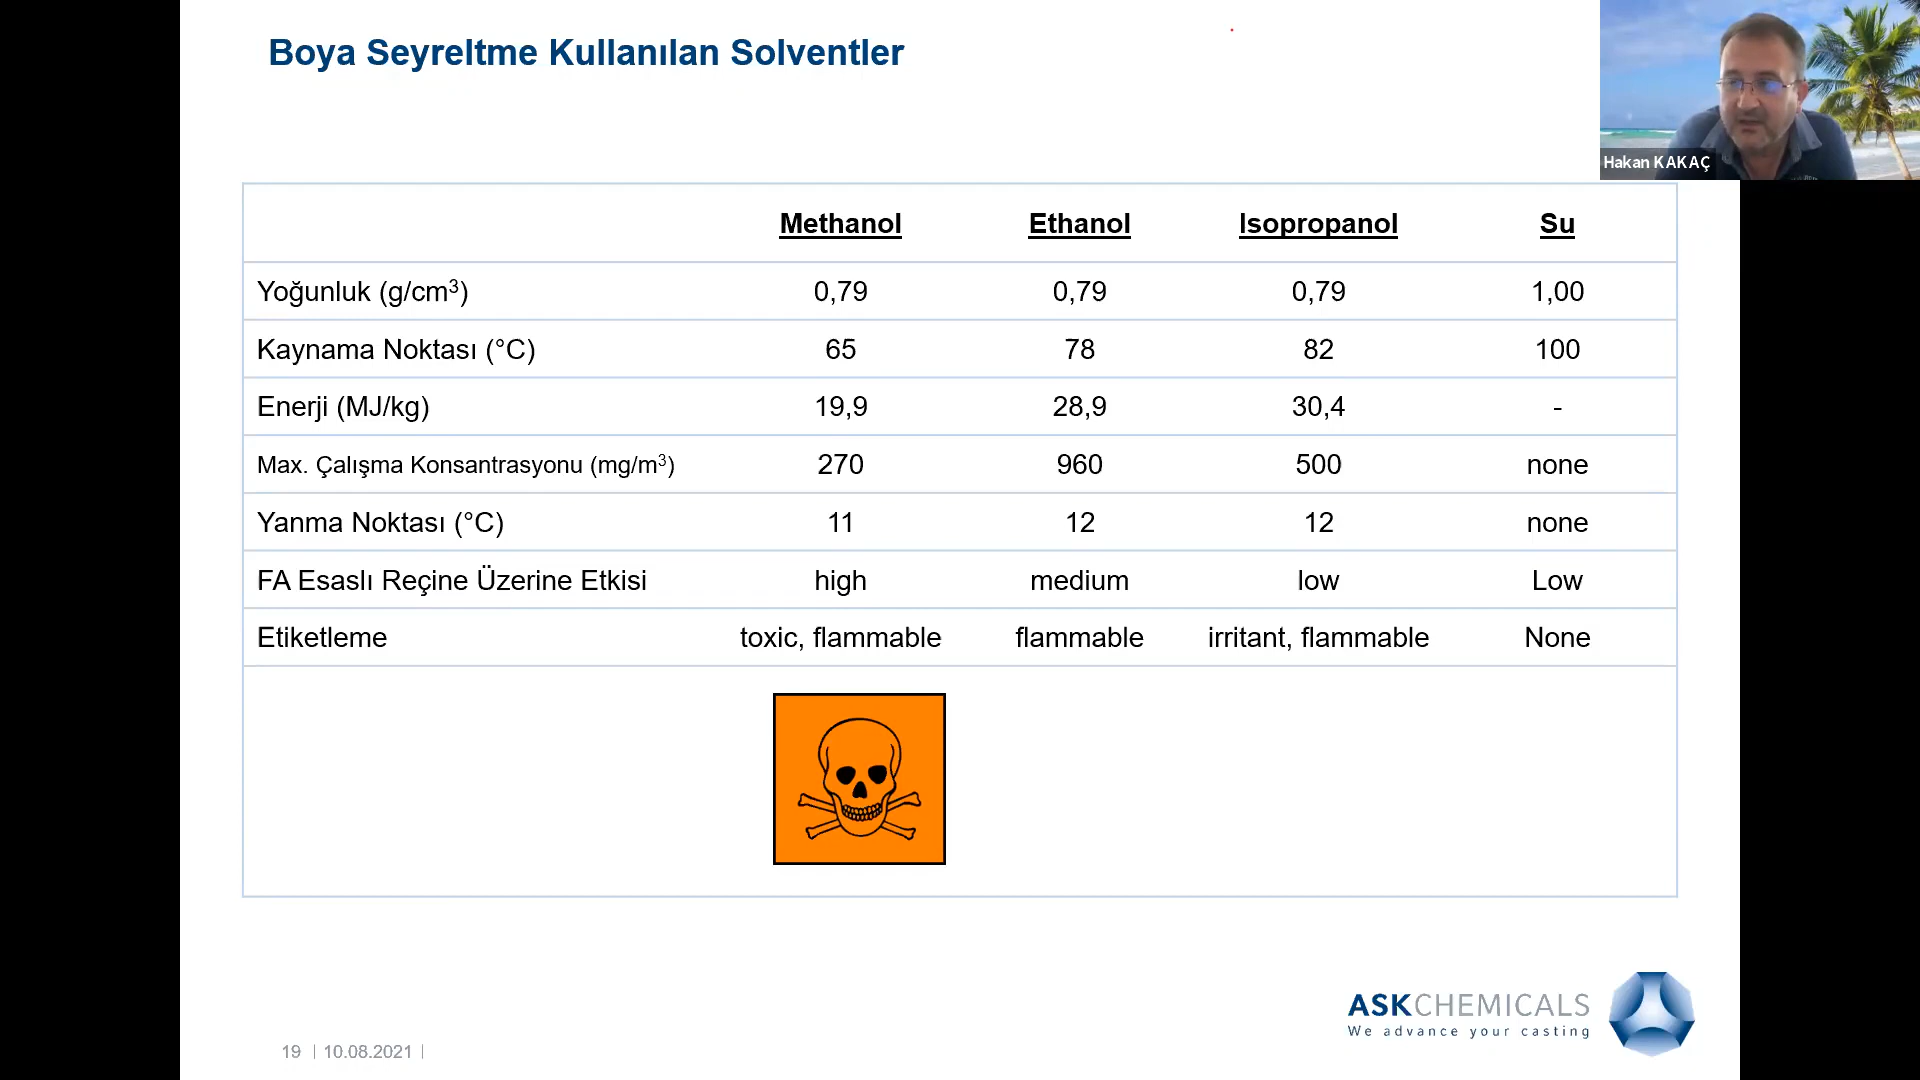 Boya Seyreltme Kullanılan Solventler
Hakan KAKAÇ
Methanol Ethanol Isopropanol Su
Yoğunluk (g/cm³) 0,79 0,79 0,79 1,00
Kaynama Noktası (°C) 65 78 82 100
Enerji (MJ/kg) 19,9 28,9 30,4 -
Max. Çalışma Konsantrasyonu (mg/m³) 270 960 500 none
Yanma Noktası (°C) 11 12 12 none
FA Esaslı Reçine Üzerine Etkisi high medium low Low
Etiketleme toxic, flammable flammable irritant, flammable None
ASKCHEMICALS
We advance your casting
19 | 10.08.2021 |